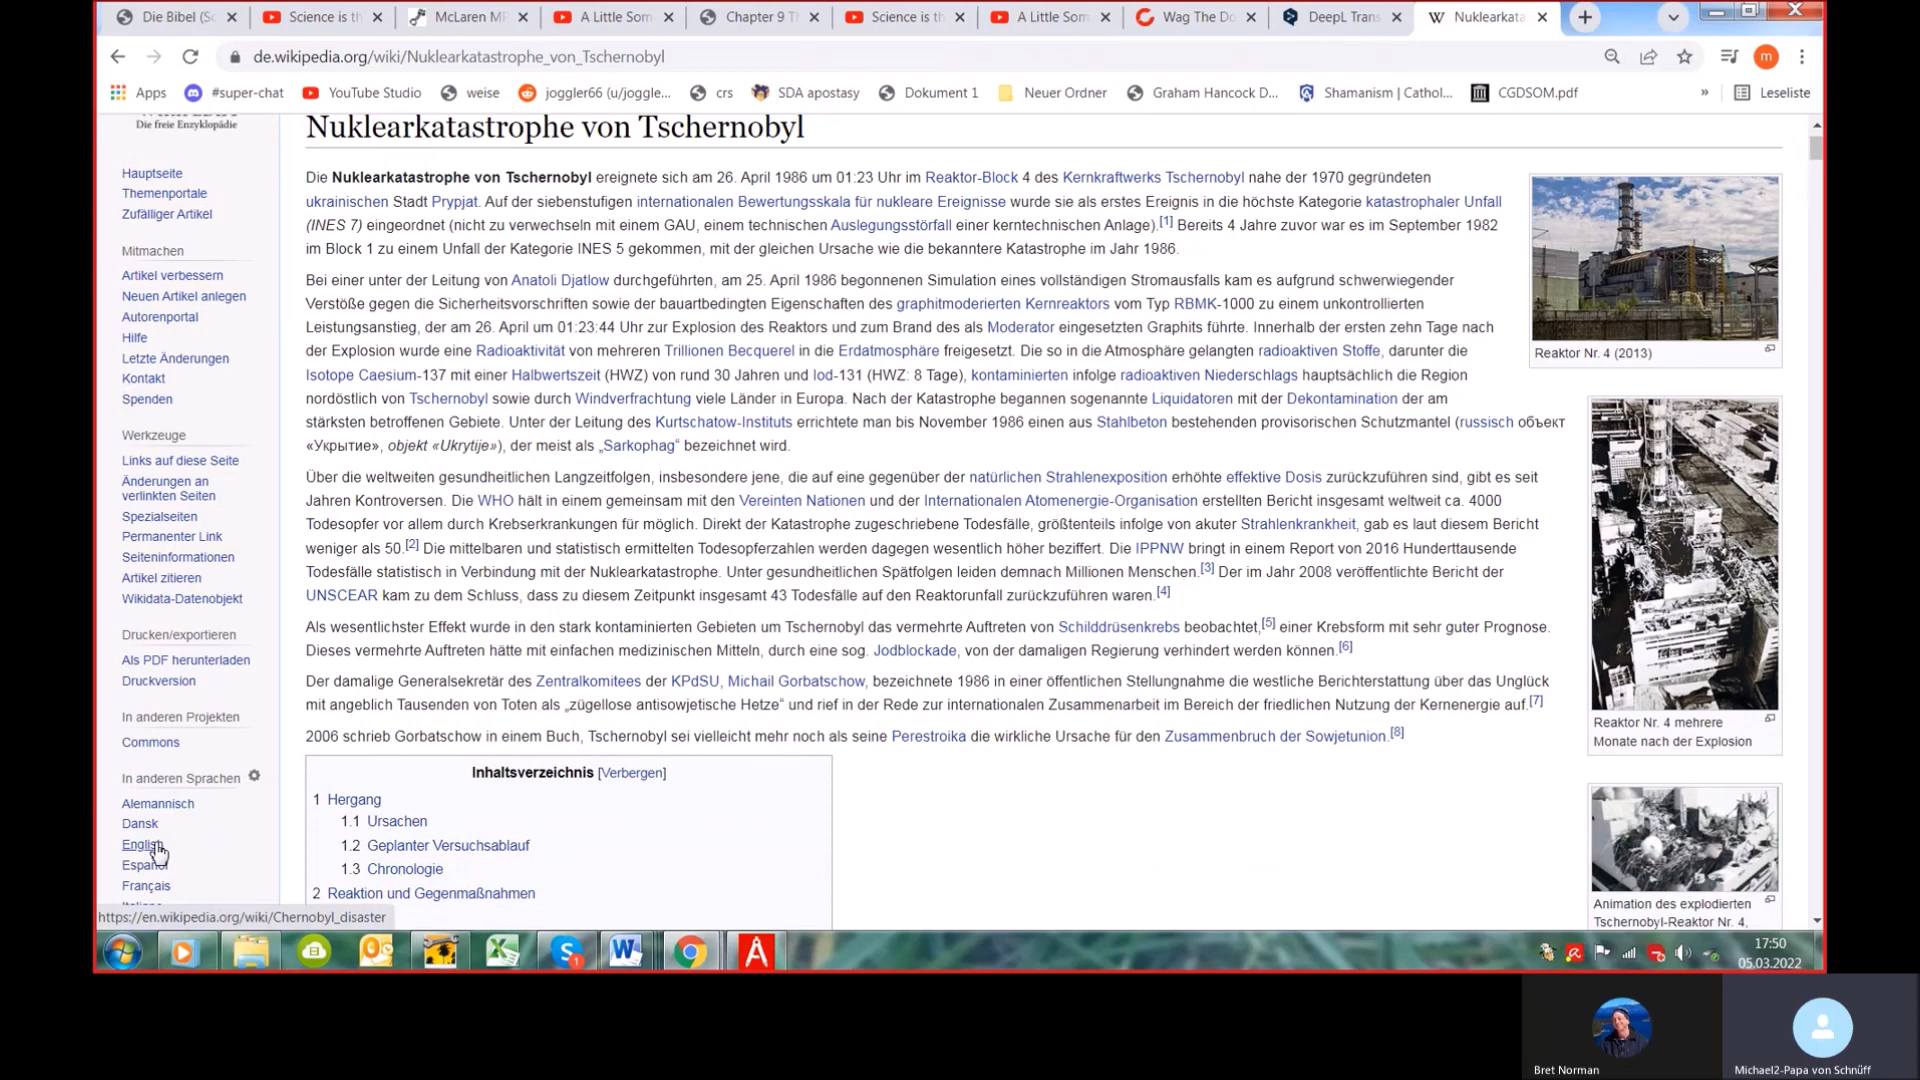 Die Bibel (Sc
Science is th
McLaren MP
A Little Som
Chapter 9 T
Science is th
A Little Som
Wag The Do
DeepL Trans
Nuklearkata
de.wikipedia.org/wiki/Nuklearkatastrophe_von_Tschernobyl
m
Apps
#super-chat
YouTube Studio
weise
joggler66 (u/joggle...
crs
SDA apostasy
Dokument 1
Neuer Ordner
Graham Hancock D...
Shamanism | Cathol...
CGDSOM.pdf
»
Leseliste
Die freie Enzyklopädie
Hauptseite
Themenportale
Zufälliger Artikel
Mitmachen
Artikel verbessern
Neuen Artikel anlegen
Autorenportal
Hilfe
Letzte Änderungen
Kontakt
Spenden
Werkzeuge
Links auf diese Seite
Änderungen an
verlinkten Seiten
Spezialseiten
Permanenter Link
Seiteninformationen
Artikel zitieren
Wikidata-Datenobjekt
Drucken/exportieren
Als PDF herunterladen
Druckversion
In anderen Projekten
Commons
In anderen Sprachen
Alemannisch
Dansk
English
Español
Français
https://en.wikipedia.org/wiki/Chernobyl_disaster
Nuklearkatastrophe von Tschernobyl
Die Nuklearkatastrophe von Tschernobyl ereignete sich am 26. April 1986 um 01:23 Uhr im Reaktor-Block 4 des Kernkraftwerks Tschernobyl nahe der 1970 gegründeten
ukrainischen Stadt Prypjat. Auf der siebenstufigen internationalen Bewertungsskala für nukleare Ereignisse wurde sie als erstes Ereignis in die höchste Kategorie katastrophaler Unfall
(INES 7) eingeordnet (nicht zu verwechseln mit einem GAU, einem technischen Auslegungsstörfall einer kerntechnischen Anlage).[1] Bereits 4 Jahre zuvor war es im September 1982
im Block 1 zu einem Unfall der Kategorie INES 5 gekommen, mit der gleichen Ursache wie die bekanntere Katastrophe im Jahr 1986.
Bei einer unter der Leitung von Anatoli Djatlow durchgeführten, am 25. April 1986 begonnenen Simulation eines vollständigen Stromausfalls kam es aufgrund schwerwiegender
Verstöße gegen die Sicherheitsvorschriften sowie der bauartbedingten Eigenschaften des graphitmoderierten Kernreaktors vom Typ RBMK-1000 zu einem unkontrollierten
Leistungsanstieg, der am 26. April um 01:23:44 Uhr zur Explosion des Reaktors und zum Brand des als Moderator eingesetzten Graphits führte. Innerhalb der ersten zehn Tage nach
der Explosion wurde eine Radioaktivität von mehreren Trillionen Becquerel in die Erdatmosphäre freigesetzt. Die so in die Atmosphäre gelangten radioaktiven Stoffe, darunter die
Isotope Caesium-137 mit einer Halbwertszeit (HWZ) von rund 30 Jahren und Iod-131 (HWZ: 8 Tage), kontaminierten infolge radioaktiven Niederschlags hauptsächlich die Region
nordöstlich von Tschernobyl sowie durch Windverfrachtung viele Länder in Europa. Nach der Katastrophe begannen sogenannte Liquidatoren mit der Dekontamination der am
stärksten betroffenen Gebiete. Unter der Leitung des Kurtschatow-Instituts errichtete man bis November 1986 einen aus Stahlbeton bestehenden provisorischen Schutzmantel (russisch объект
«Укрытие», objekt «Ukrytije»), der meist als „Sarkophag“ bezeichnet wird.
Über die weltweiten gesundheitlichen Langzeitfolgen, insbesondere jene, die auf eine gegenüber der natürlichen Strahlenexposition erhöhte effektive Dosis zurückzuführen sind, gibt es seit
Jahren Kontroversen. Die WHO hält in einem gemeinsam mit den Vereinten Nationen und der Internationalen Atomenergie-Organisation erstellten Bericht insgesamt weltweit ca. 4000
Todesopfer vor allem durch Krebserkrankungen für möglich. Direkt der Katastrophe zugeschriebene Todesfälle, größtenteils infolge von akuter Strahlenkrankheit, gab es laut diesem Bericht
weniger als 50.[2] Die mittelbaren und statistisch ermittelten Todesopferzahlen werden dagegen wesentlich höher beziffert. Die IPPNW bringt in einem Report von 2016 Hunderttausende
Todesfälle statistisch in Verbindung mit der Nuklearkatastrophe. Unter gesundheitlichen Spätfolgen leiden demnach Millionen Menschen.[3] Der im Jahr 2008 veröffentlichte Bericht der
UNSCEAR kam zu dem Schluss, dass zu diesem Zeitpunkt insgesamt 43 Todesfälle auf den Reaktorunfall zurückzuführen waren.[4]
Als wesentlichster Effekt wurde in den stark kontaminierten Gebieten um Tschernobyl das vermehrte Auftreten von Schilddrüsenkrebs beobachtet,[5] einer Krebsform mit sehr guter Prognose.
Dieses vermehrte Auftreten hätte mit einfachen medizinischen Mitteln, durch eine sog. Jodblockade, von der damaligen Regierung verhindert werden können.[6]
Der damalige Generalsekretär des Zentralkomitees der KPdSU, Michail Gorbatschow, bezeichnete 1986 in einer öffentlichen Stellungnahme die westliche Berichterstattung über das Unglück
mit angeblich Tausenden von Toten als „zügellose antisowjetische Hetze“ und rief in der Rede zur internationalen Zusammenarbeit im Bereich der friedlichen Nutzung der Kernenergie auf.[7]
2006 schrieb Gorbatschow in einem Buch, Tschernobyl sei vielleicht mehr noch als seine Perestroika die wirkliche Ursache für den Zusammenbruch der Sowjetunion.[8]
Inhaltsverzeichnis [Verbergen]
1 Hergang
1.1 Ursachen
1.2 Geplanter Versuchsablauf
1.3 Chronologie
2 Reaktion und Gegenmaßnahmen
Reaktor Nr. 4 (2013)
Reaktor Nr. 4 mehrere
Monate nach der Explosion
Animation des explodierten
Tschernobyl-Reaktor Nr. 4,
17:50
05.03.2022
Bret Norman
Michael2-Papa von Schnüff